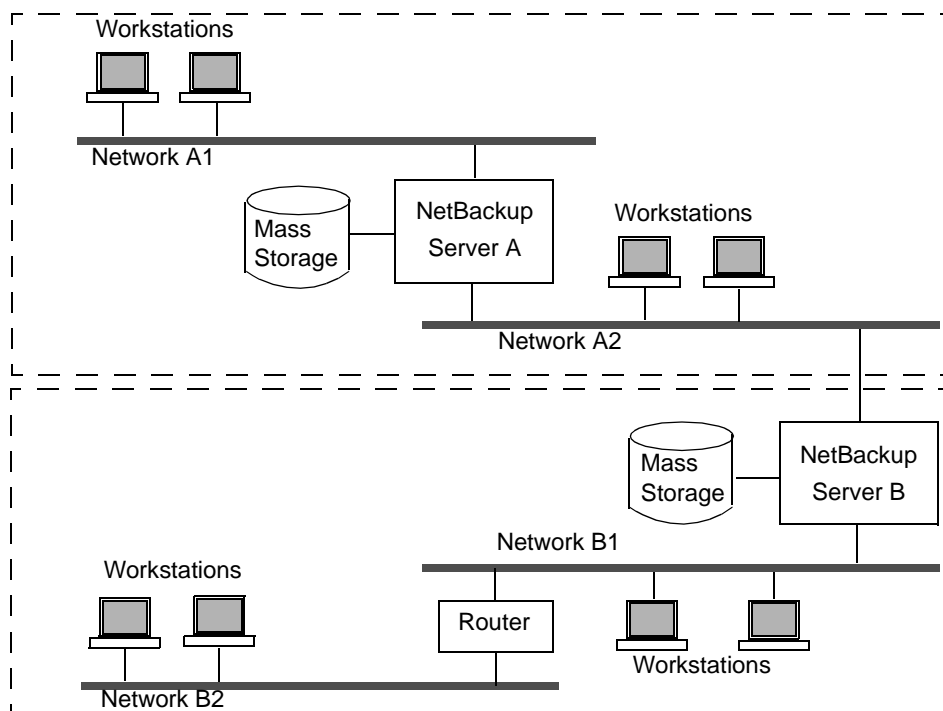 Workstations
Network A1
NetBackup
Server A
Mass
Storage
Workstations
Network A2
NetBackup
Server B
Mass
Storage
Network B1
Workstations
Router
Workstations
Network B2